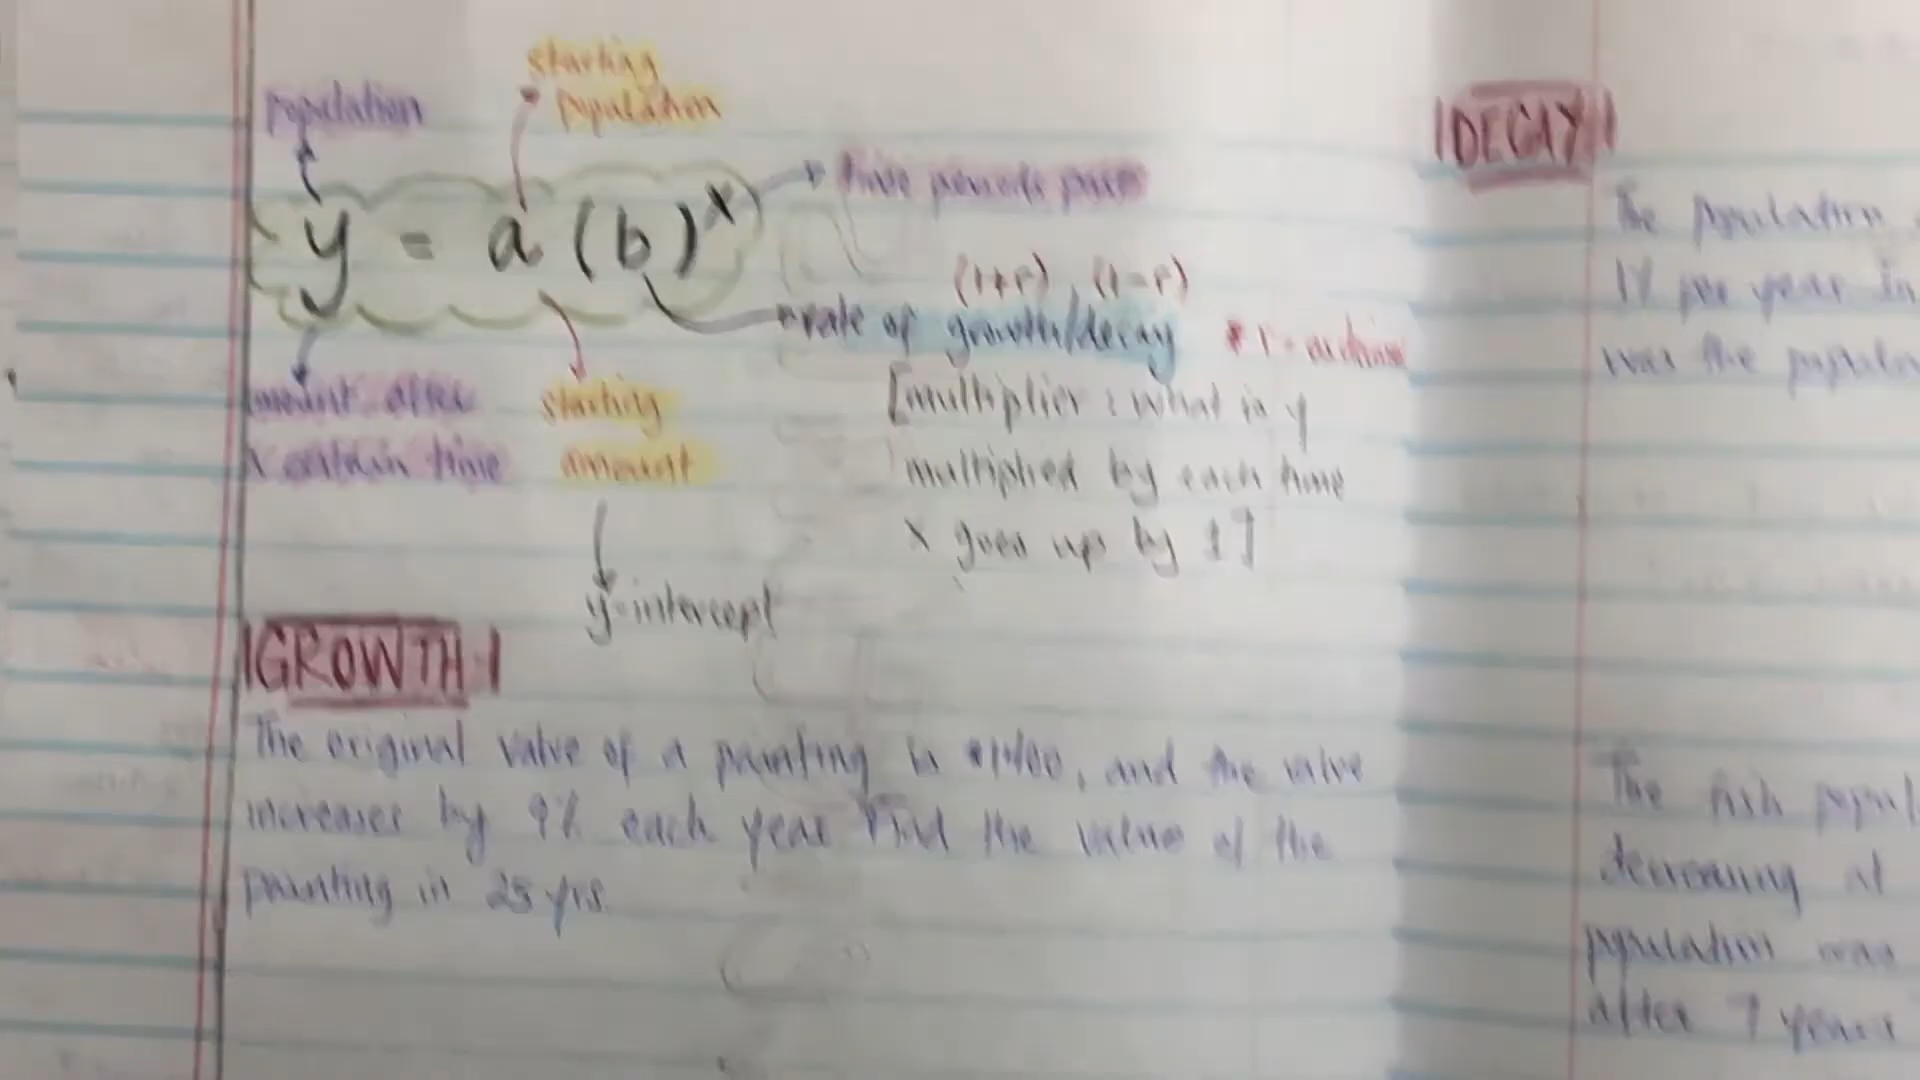 starting
population
population
time periods pass
y = a (b)^x
(1+r), (1-r)
rate of growth/decay
* r =
amount after
starting
x certain time
amount
[multiplier: what is y
multiplied by each time
x goes up by 1]
y-intercept
GROWTH
The original value of a painting is, and the value
increases by 9% each year Find the value of the
painting in 25 yrs.
DECAY
The population
1% per year
was the
The fish
decreasing at
population was
after 7 years